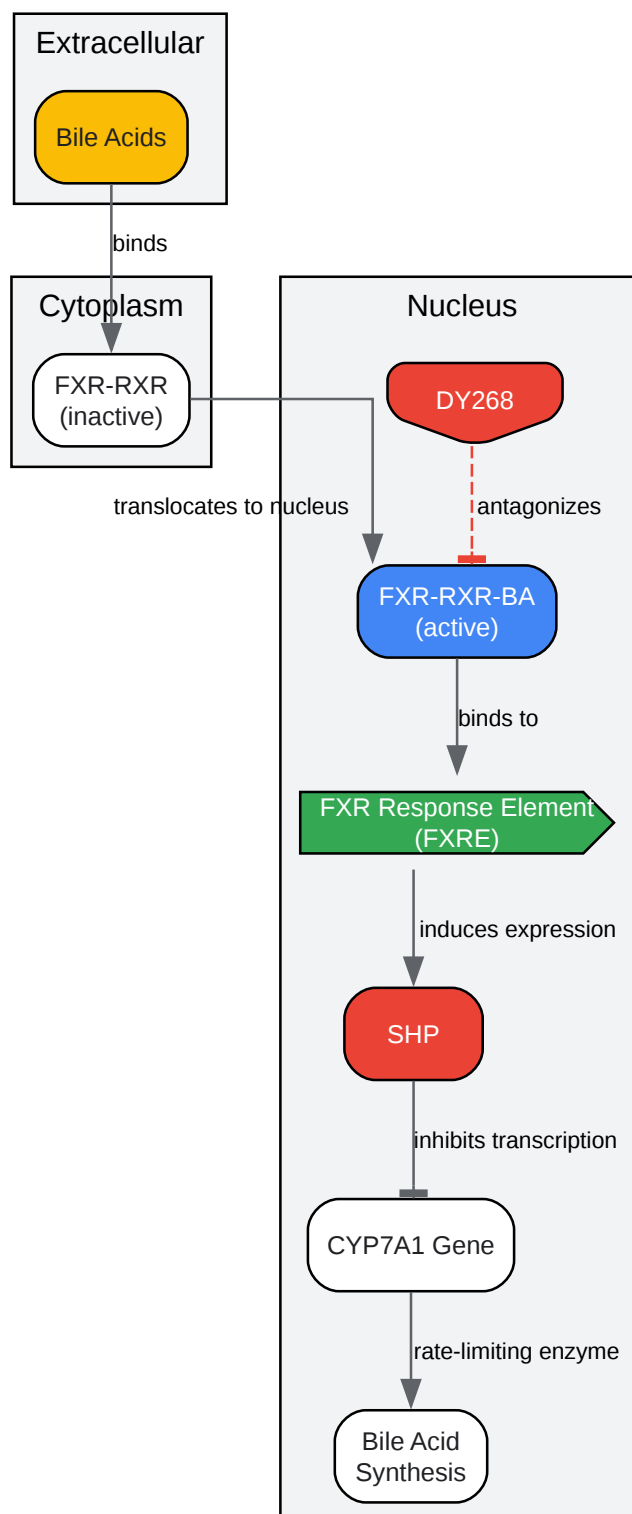 Extracellular
Bile Acids
binds
Cytoplasm
FXR-RXR
(inactive)
Nucleus
DY268
translocates to nucleus
antagonizes
FXR-RXR-BA
(active)
binds to
FXR Response Element
(FXRE)
induces expression
SHP
inhibits transcription
CYP7A1 Gene
rate-limiting enzyme
Bile Acid
Synthesis